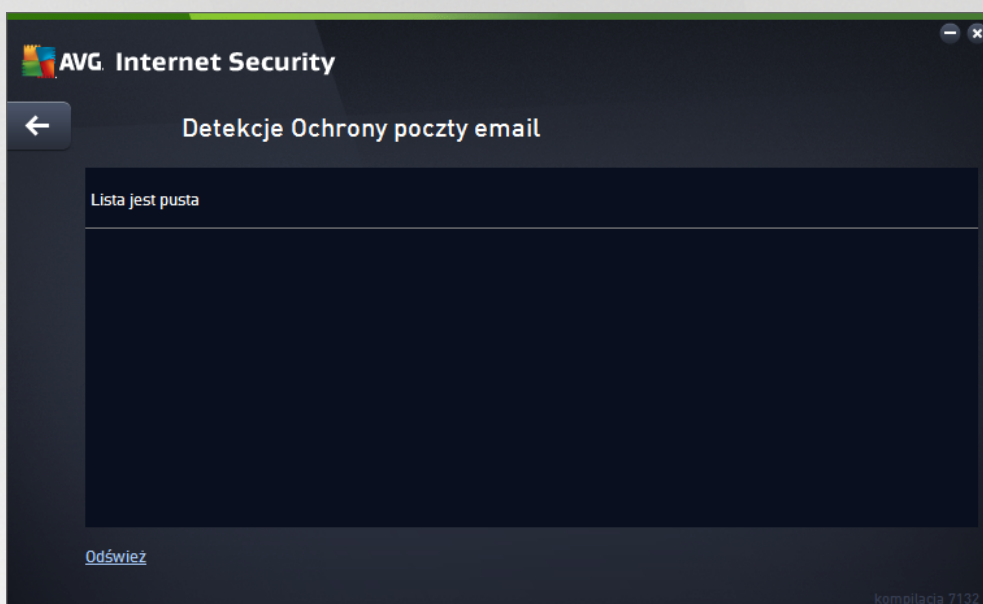 AVG. Internet Security
Detekcje Ochrony poczty email
Lista jest pusta
Odśwież
kompilacja 7132